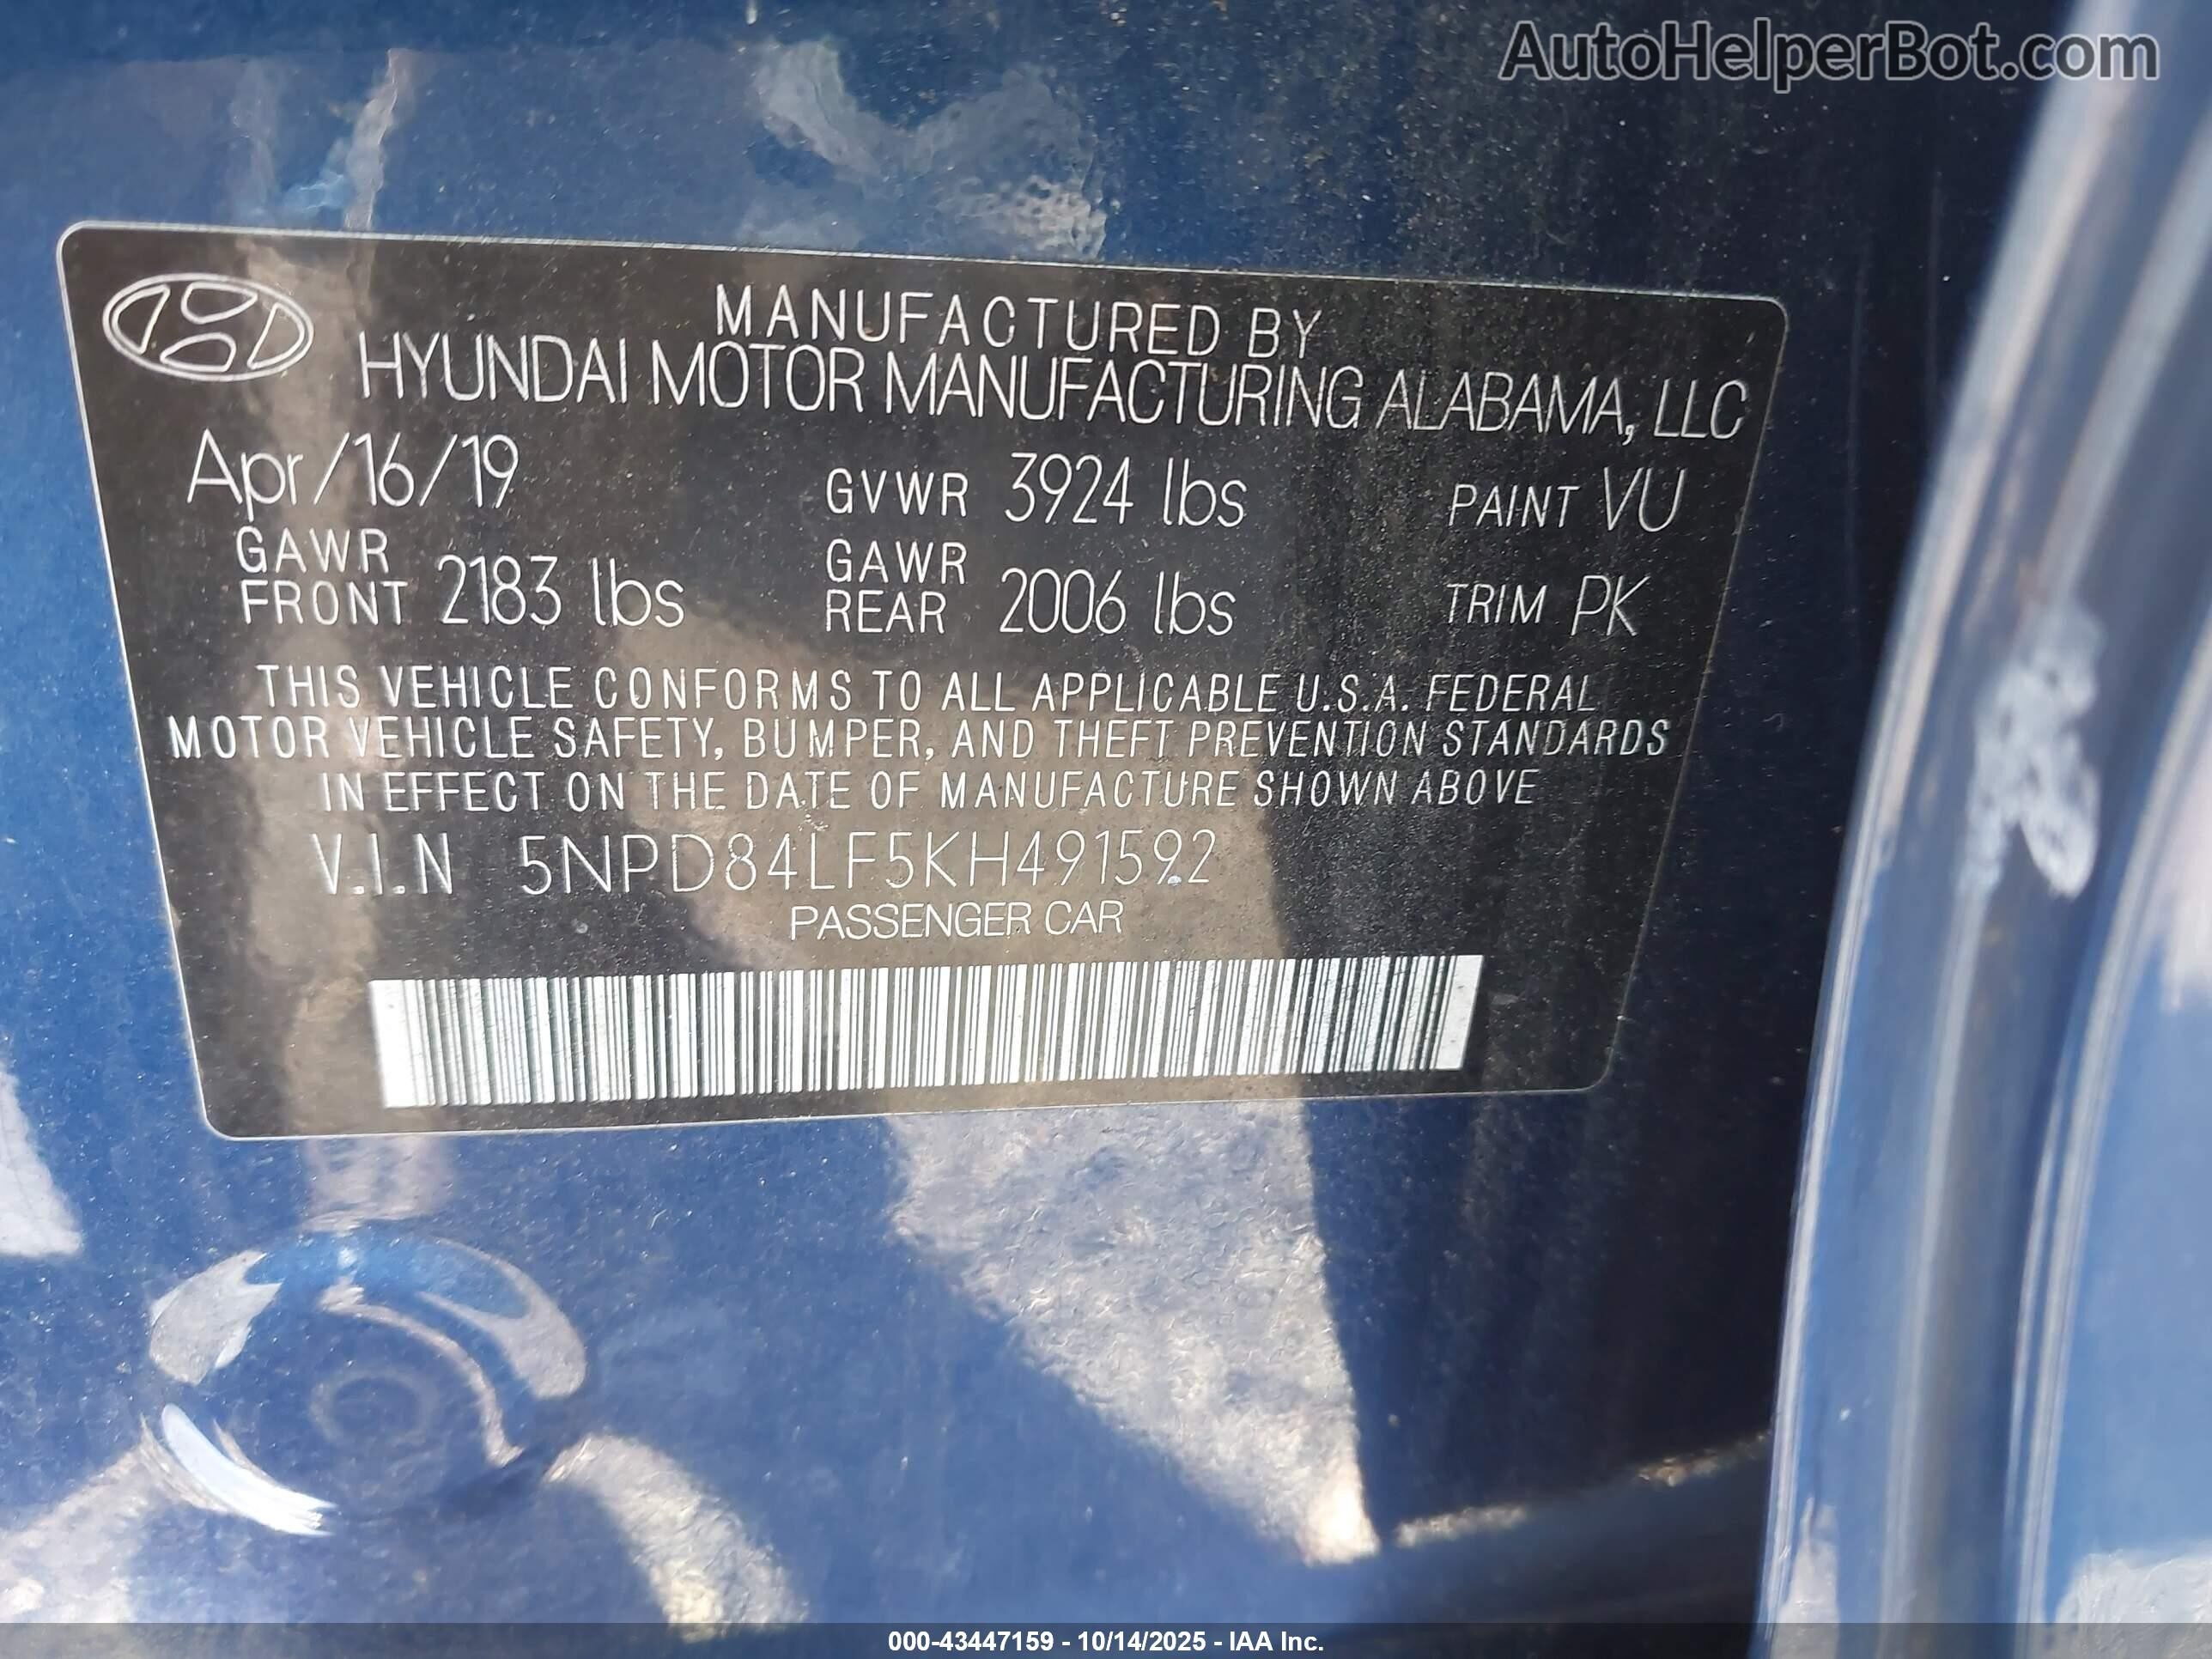 AutoHelperBot.com
MANUFACTURED BY
HYUNDAI MOTOR MANUFACTURING ALABAMA, LLC
Apr/16/19 GVWR 3924 lbs PAINT VU
GAWR FRONT 2183 lbs GAWR REAR 2006 lbs TRIM PK
THIS VEHICLE CONFORMS TO ALL APPLICABLE U.S.A. FEDERAL
MOTOR VEHICLE SAFETY, BUMPER, AND THEFT PREVENTION STANDARDS
IN EFFECT ON THE DATE OF MANUFACTURE SHOWN ABOVE
V.I.N 5NPD84LF5KH491592
PASSENGER CAR
000-43447159 - 10/14/2025 - IAA Inc.